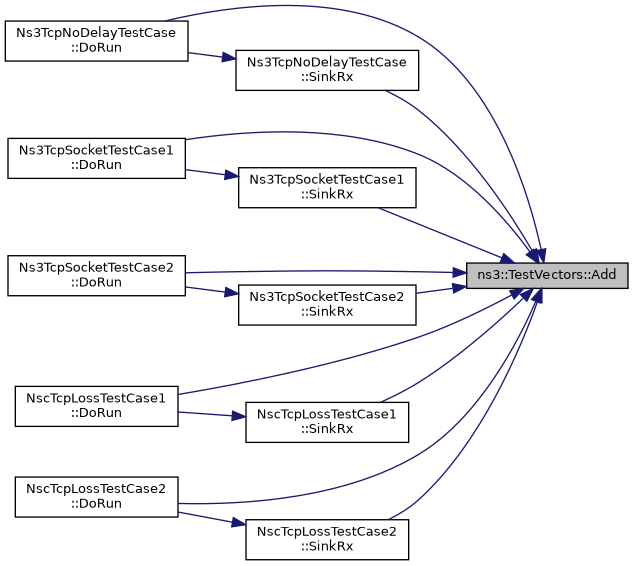 Ns3TcpNoDelayTestCase
::DoRun
Ns3TcpNoDelayTestCase
::SinkRx
Ns3TcpSocketTestCase1
::DoRun
Ns3TcpSocketTestCase1
::SinkRx
Ns3TcpSocketTestCase2
::DoRun
ns3::TestVectors::Add
Ns3TcpSocketTestCase2
::SinkRx
NscTcpLossTestCase1
::DoRun
NscTcpLossTestCase1
::SinkRx
NscTcpLossTestCase2
::DoRun
NscTcpLossTestCase2
::SinkRx